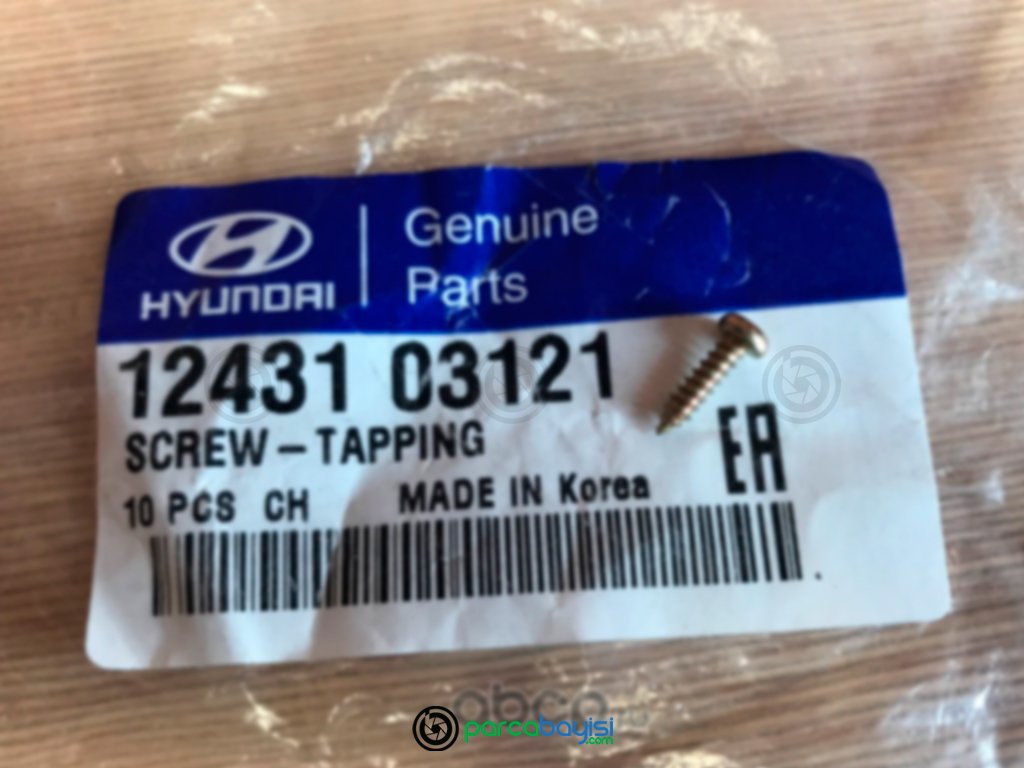 HYUNDAI
Genuine
Parts
12431 03121
SCREW-TAPPING
EA
10 PCS CH MADE IN Korea
parcabayisi
.com